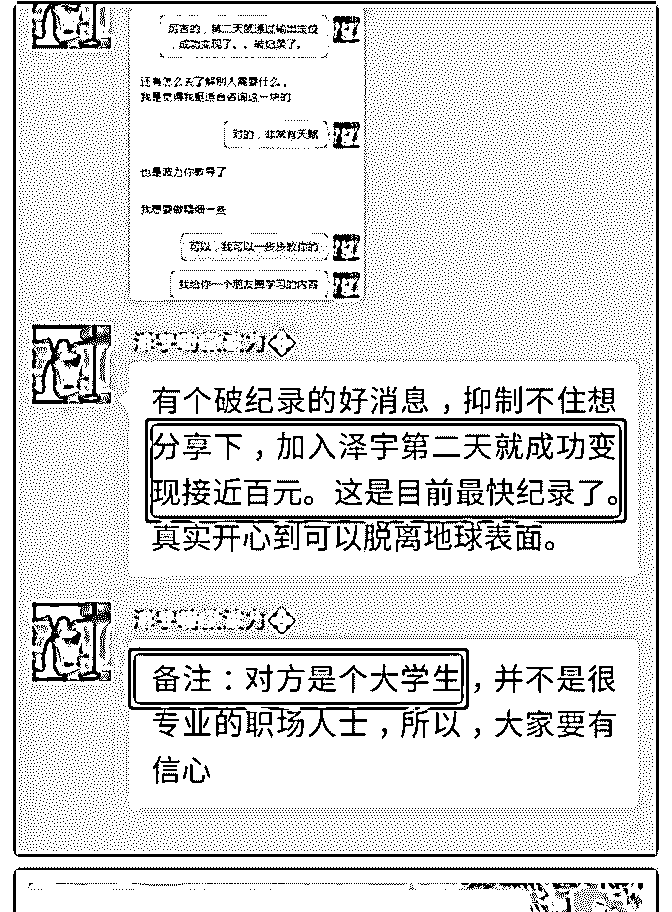 厉害的,第二天就通过输出定位
,成功变现了、、破记录了。
还有怎么去了解别人需要什么,
我是觉得我挺适合咨询这一块的
对的,非常有天赋
也是波力你教导了
我想要做精细一些
可以,我可以一步步教你的
我给你一个朋友圈学习的内容
有个破纪录的好消息,抑制不住想
分享下,加入泽宇第二天就成功变
现接近百元。这是目前最快纪录了。
真实开心到可以脱离地球表面。
备注:对方是个大学生,并不是很
专业的职场人士,所以,大家要有
信心